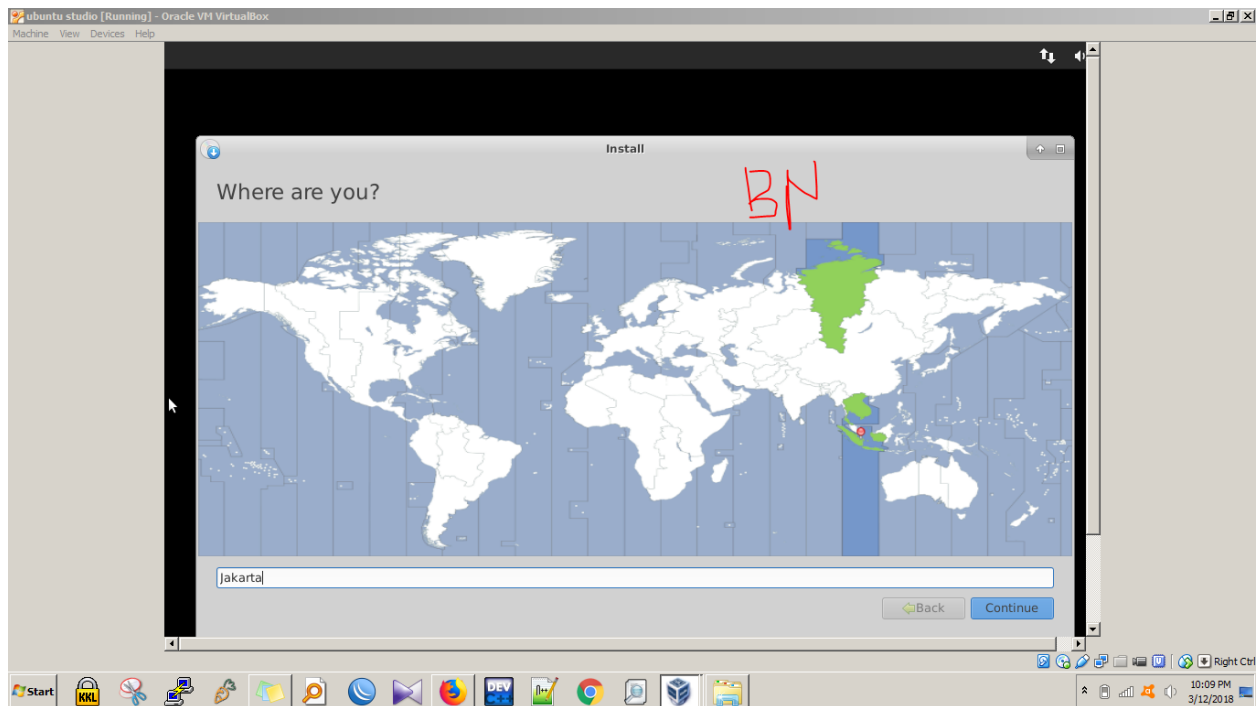 ubuntu studio [Running] - Oracle VM VirtualBox
Machine View Devices Help
Install
Where are you?
BN
Jakarta
Back Continue
Right Ctrl
Start KKL DEV C++ 10:09 PM
3/12/2018